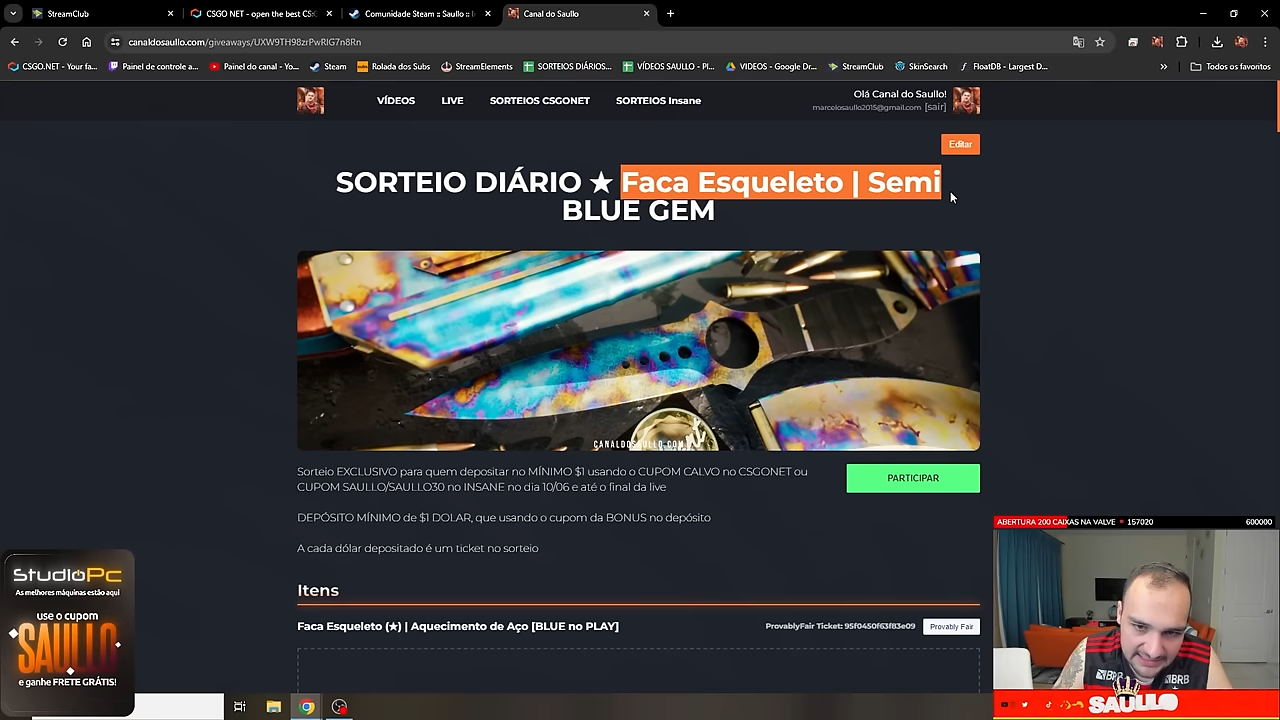 StreamClub
CSGO NET - open the best CS:
Comunidade Steam :: Saullo :: I
Canal do Saullo
canaldosaullo.com/giveaways/UXW9TH98zrPwRIG7n8Rn
CSGO.NET - Your fa...
Painel de controle a...
Painel do canal - Yo...
Steam
Rolada dos Subs
StreamElements
SORTEIOS DIÁRIOS...
VÍDEOS SAULLO - Pl...
VIDEOS - Google Dr...
StreamClub
SkinSearch
FloatDB - Largest D...
Todos os favoritos
VÍDEOS
LIVE
SORTEIOS CSGONET
SORTEIOS Insane
Olá Canal do Saullo!
marcelosaullo2015@gmail.com [sair]
Editar
SORTEIO DIÁRIO ★ Faca Esqueleto | Semi
BLUE GEM
CANALDOSAULLO.COM
Sorteio EXCLUSIVO para quem depositar no MÍNIMO $1 usando o CUPOM CALVO no CSGONET ou
CUPOM SAULLO/SAULLO30 no INSANE no dia 10/06 e até o final da live
PARTICIPAR
DEPÓSITO MÍNIMO de $1 DOLAR, que usando o cupom da BONUS no depósito
A cada dólar depositado é um ticket no sorteio
Itens
Faca Esqueleto (★) | Aquecimento de Aço [BLUE no PLAY]
ProvablyFair Ticket: 95f0450f63f83e09
Provably Fair
ABERTURA 200 CAIXAS NA VALVE
157020
600000
STUDIOPC
As melhores máquinas estão aqui
use o cupom
SAULLO
e ganhe FRETE GRÁTIS!
BRB
BRB
SAULLO